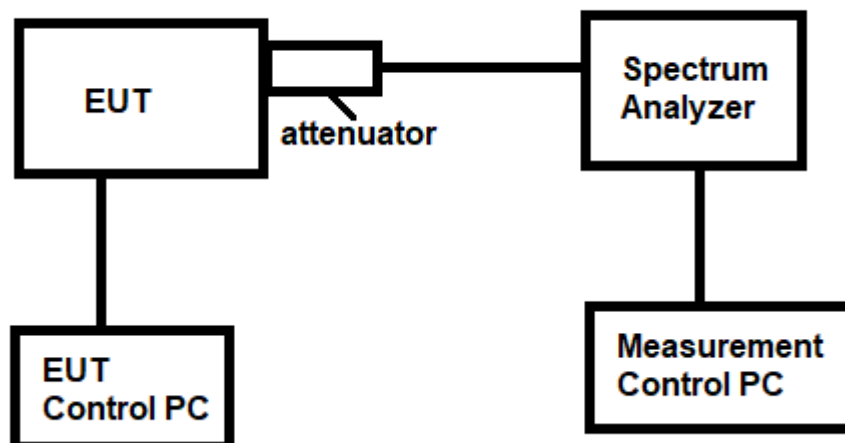 EUT
attenuator
Spectrum
Analyzer
EUT
Control PC
Measurement
Control PC